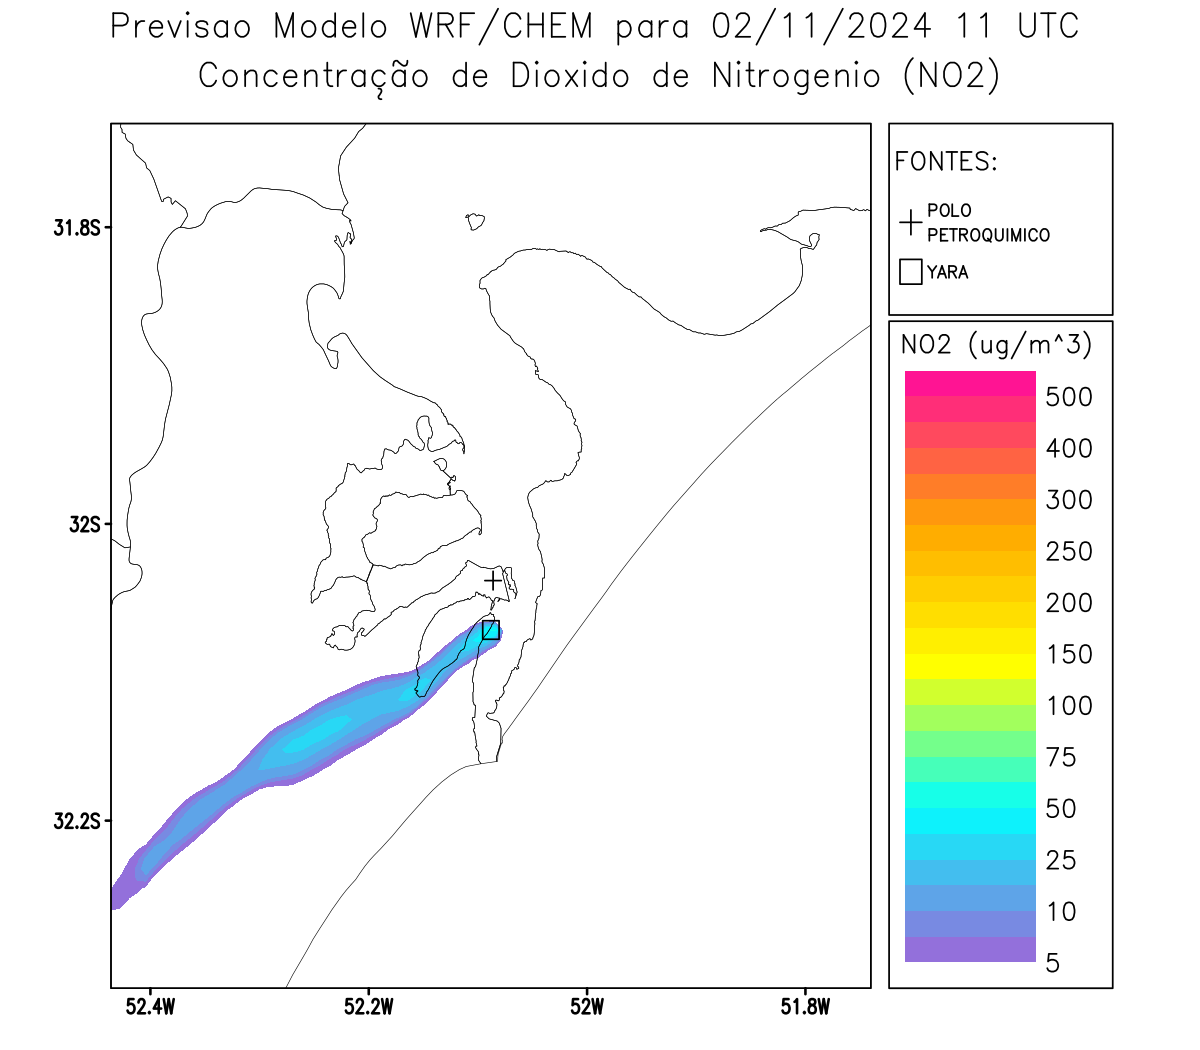 Previsao Modelo WRF/CHEM para 02/11/2024 11 UTC
Concentração de Dioxido de Nitrogenio (NO2)
FONTES:
POLO
PETROQUIMICO
YARA
NO2 (ug/m^3)
500
400
300
250
200
150
100
75
50
25
10
5
31.8S
32S
32.2S
52.4W
52.2W
52W
51.8W